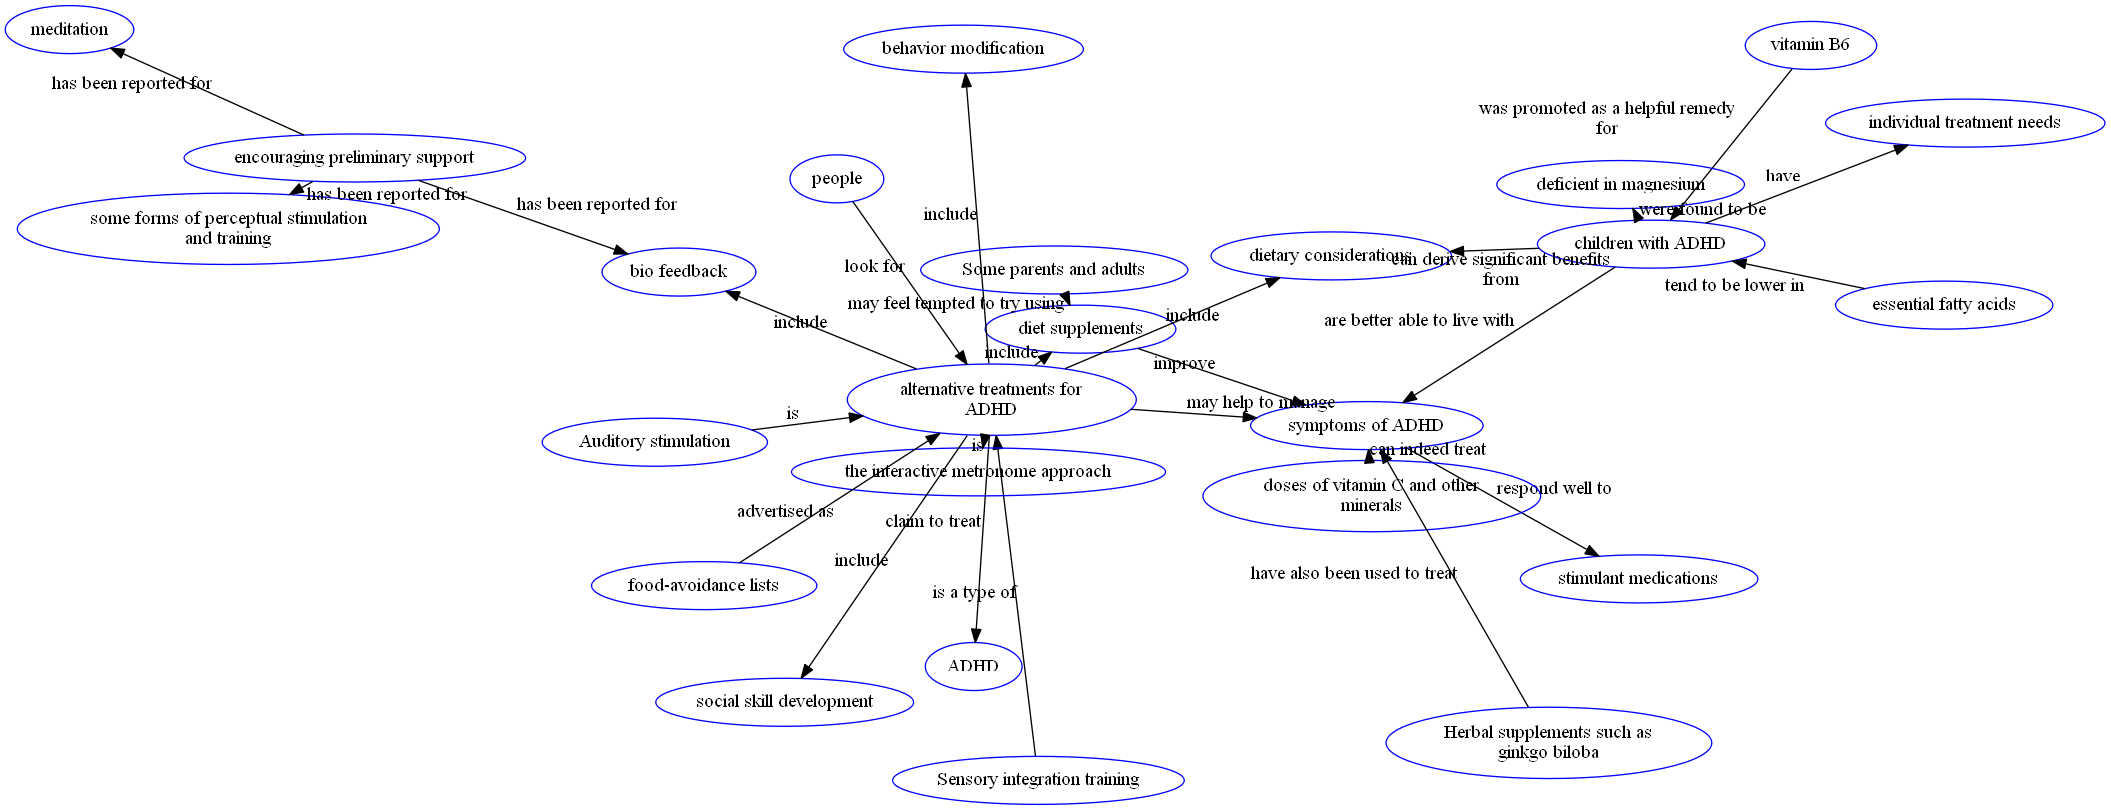 meditation
behavior modification
vitamin B6
has been reported for
was promoted as a helpful remedy
for
individual treatment needs
encouraging preliminary support
people
deficient in magnesium
have
has been reported for
has been reported for
some forms of perceptual stimulation
and training
include
were found to be
children with ADHD
bio feedback
look for
Some parents and adults
dietary considerations
can derive significant benefits
from
tend to be lower in
essential fatty acids
may feel tempted to try using
diet supplements
include
include
are better able to live with
include
improve
alternative treatments for
ADHD
may help to manage
symptoms of ADHD
is
Auditory stimulation
is
can indeed treat
the interactive metronome approach
doses of vitamin C and other
minerals
respond well to
advertised as
claim to treat
include
have also been used to treat
stimulant medications
food-avoidance lists
is a type of
ADHD
social skill development
Herbal supplements such as
ginkgo biloba
Sensory integration training